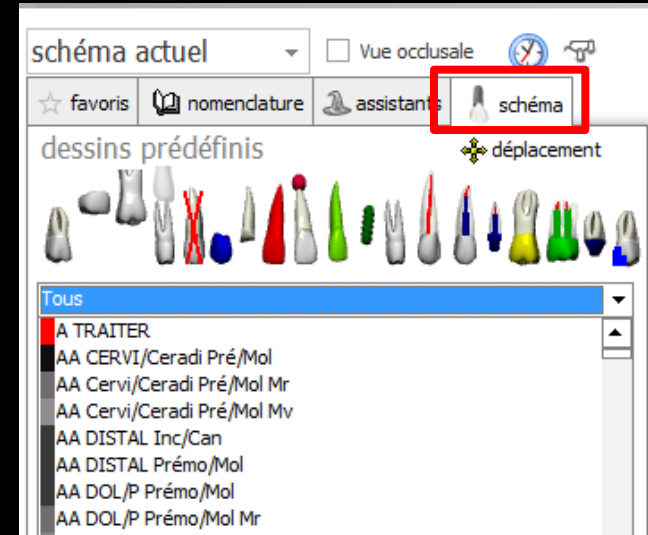 schéma actuel Vue occlusale
favoris nomenclature assistants schéma
dessins prédéfinis déplacement
Tous
A TRAITER
AA CERVI/Ceradi Pré/Mol
AA Cervi/Ceradi Pré/Mol Mr
AA Cervi/Ceradi Pré/Mol Mv
AA DISTAL Inc/Can
AA DISTAL Prémo/Mol
AA DOL/P Prémo/Mol
AA DOL/P Prémo/Mol Mr